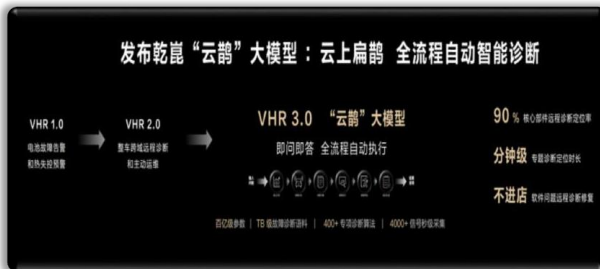 发布乾崑“云鹊”大模型：云上扁鹊 全流程自动智能诊断
VHR 1.0
电池故障告警
和热失控预警
VHR 2.0
整车跨域远程诊断
和主动运维
VHR 3.0 “云鹊”大模型
即问即答 全流程自动执行
百亿级参数 | TB级故障诊断语料 | 400+ 专项诊断算法 | 4000+ 信号秒级采集
90% 核心部件远程诊断定位率
分钟级 专题诊断定位时长
不进店 软件问题远程诊断修复